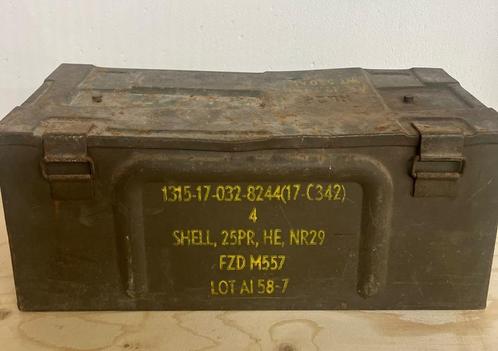 1315-17-032-8244(17-C342)
4
SHELL, 25PR, HE, NR29
FZD M557
LOT AI 58-7